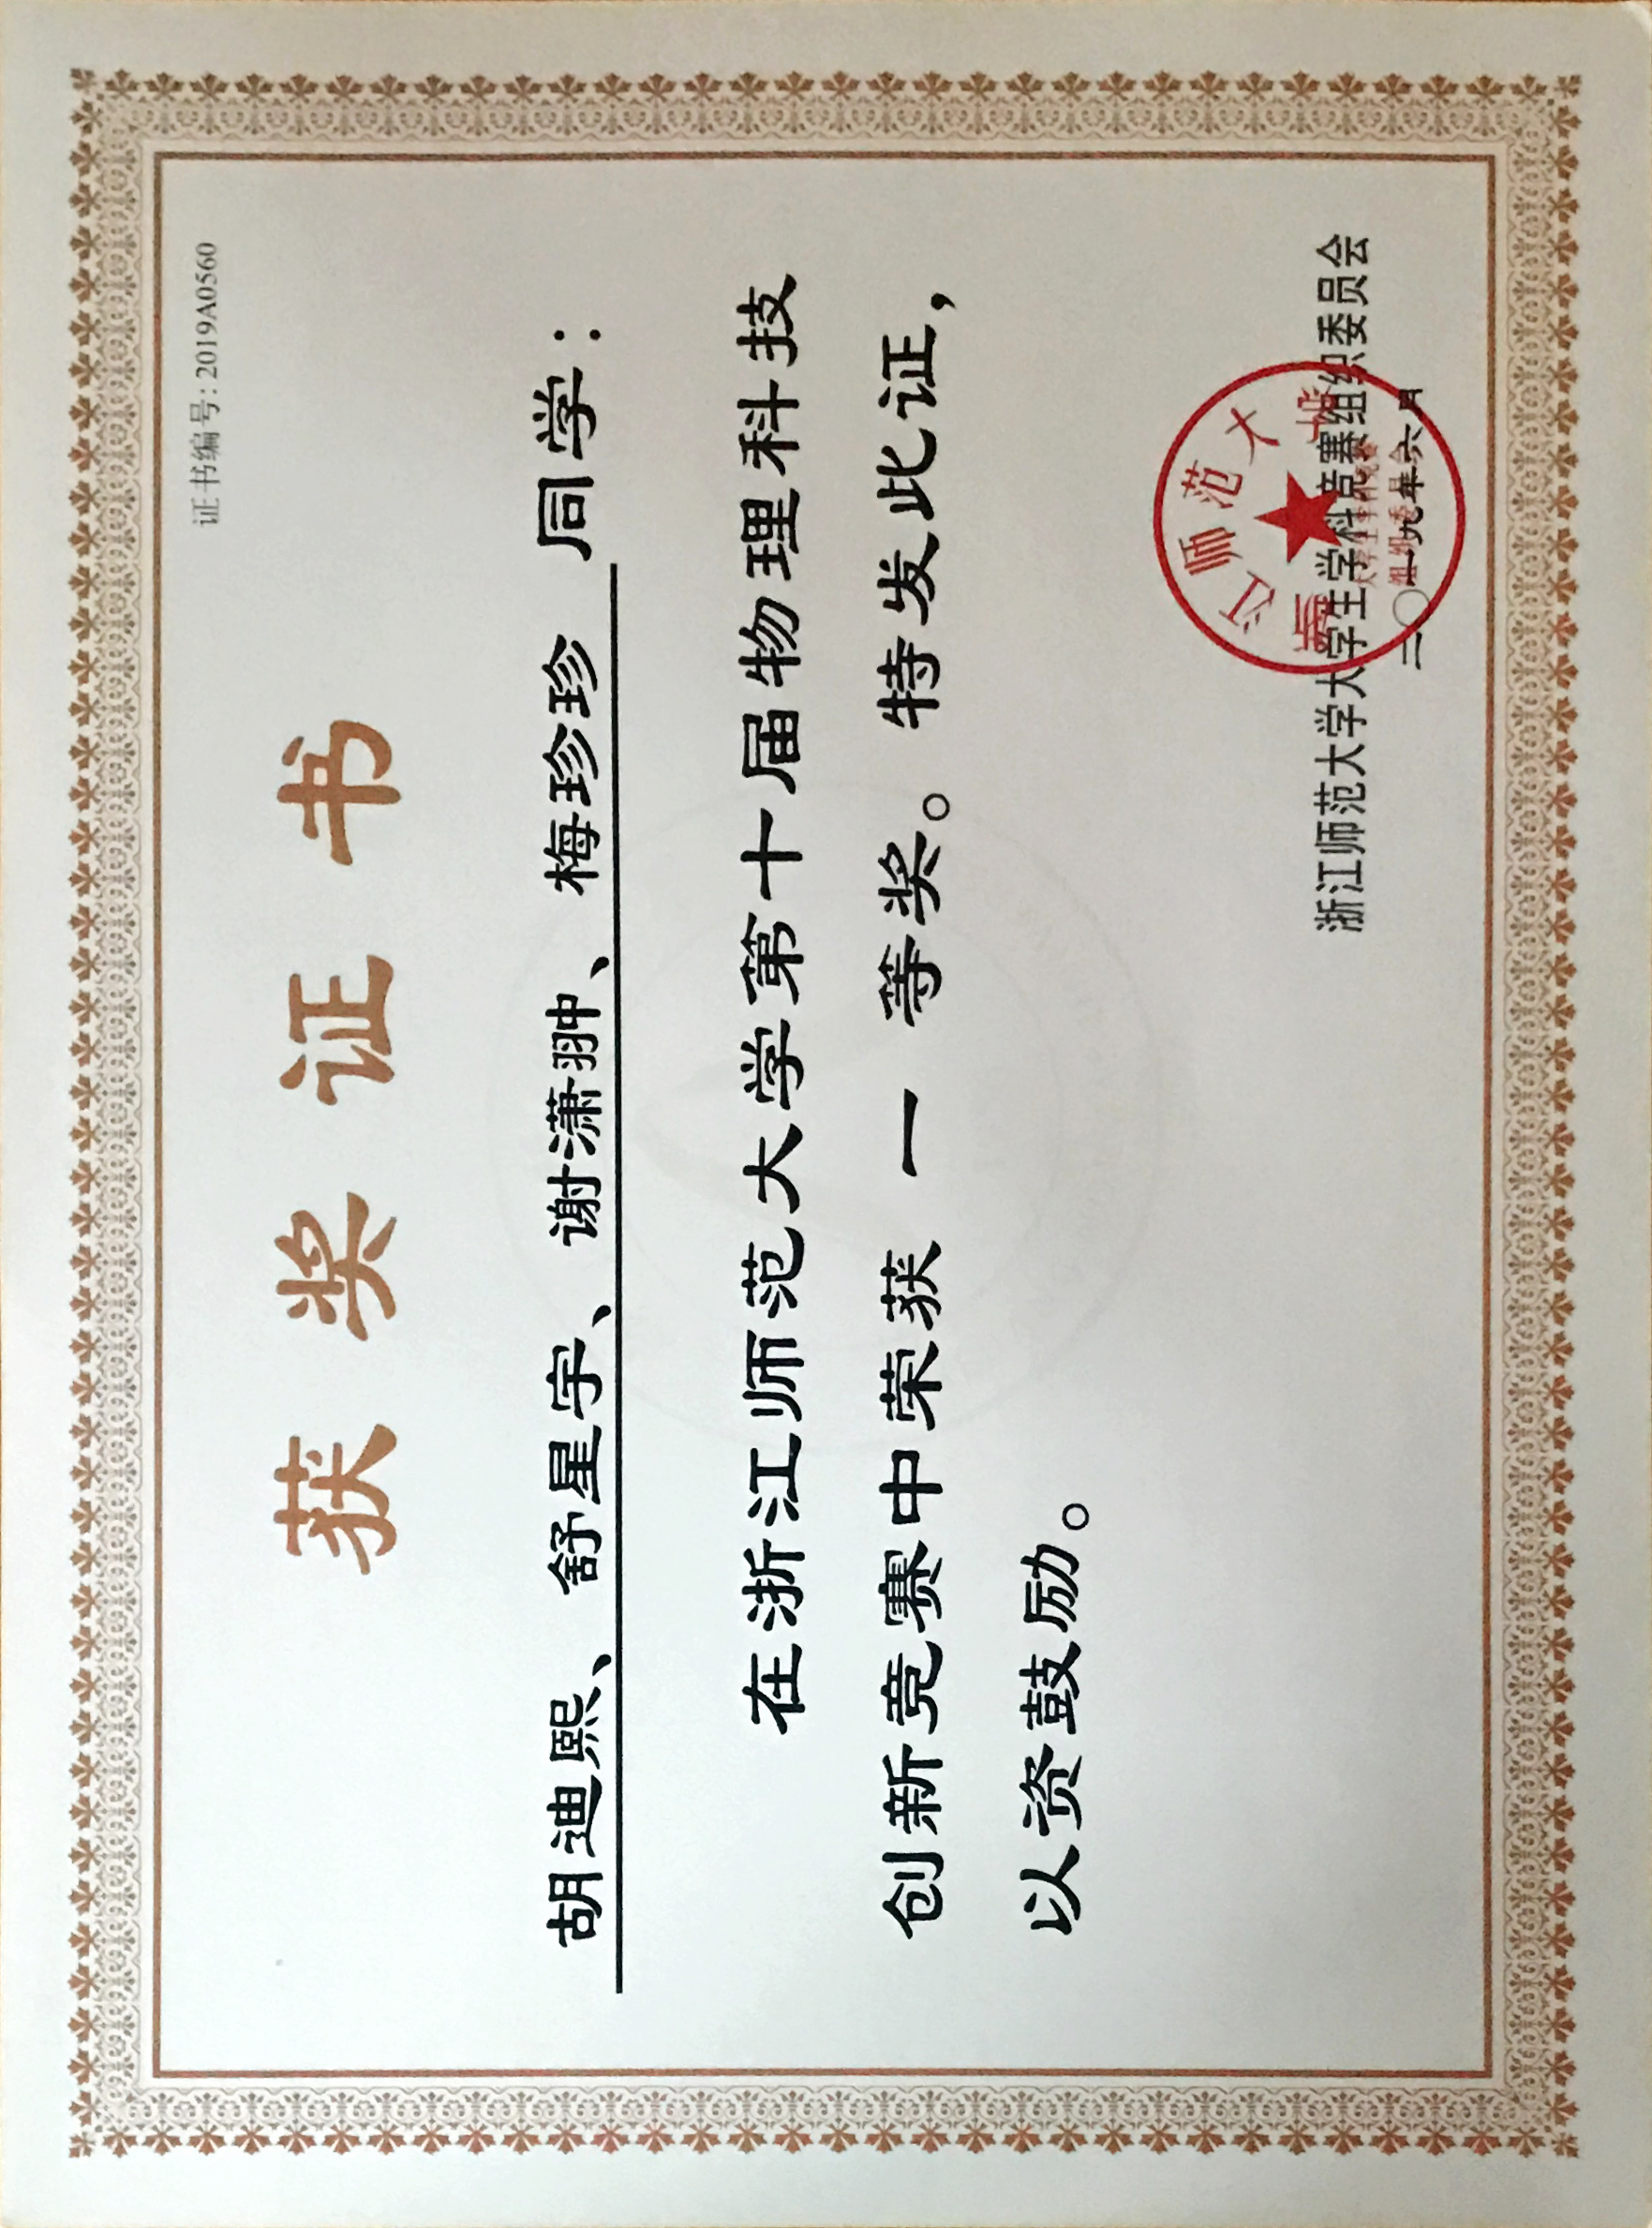 证书编号: 2019A0560
获奖证书
胡迪熙、舒星宇、谢潇翀、梅珍珍 同学:
在浙江师范大学第十届物理科技
创新竞赛中荣获 一 等奖。特发此证,
以资鼓励。
浙江师范大学
浙江师范大学大学生学科竞赛组织委员会
大学生学科竞赛
组织委员会
二〇一九年六月